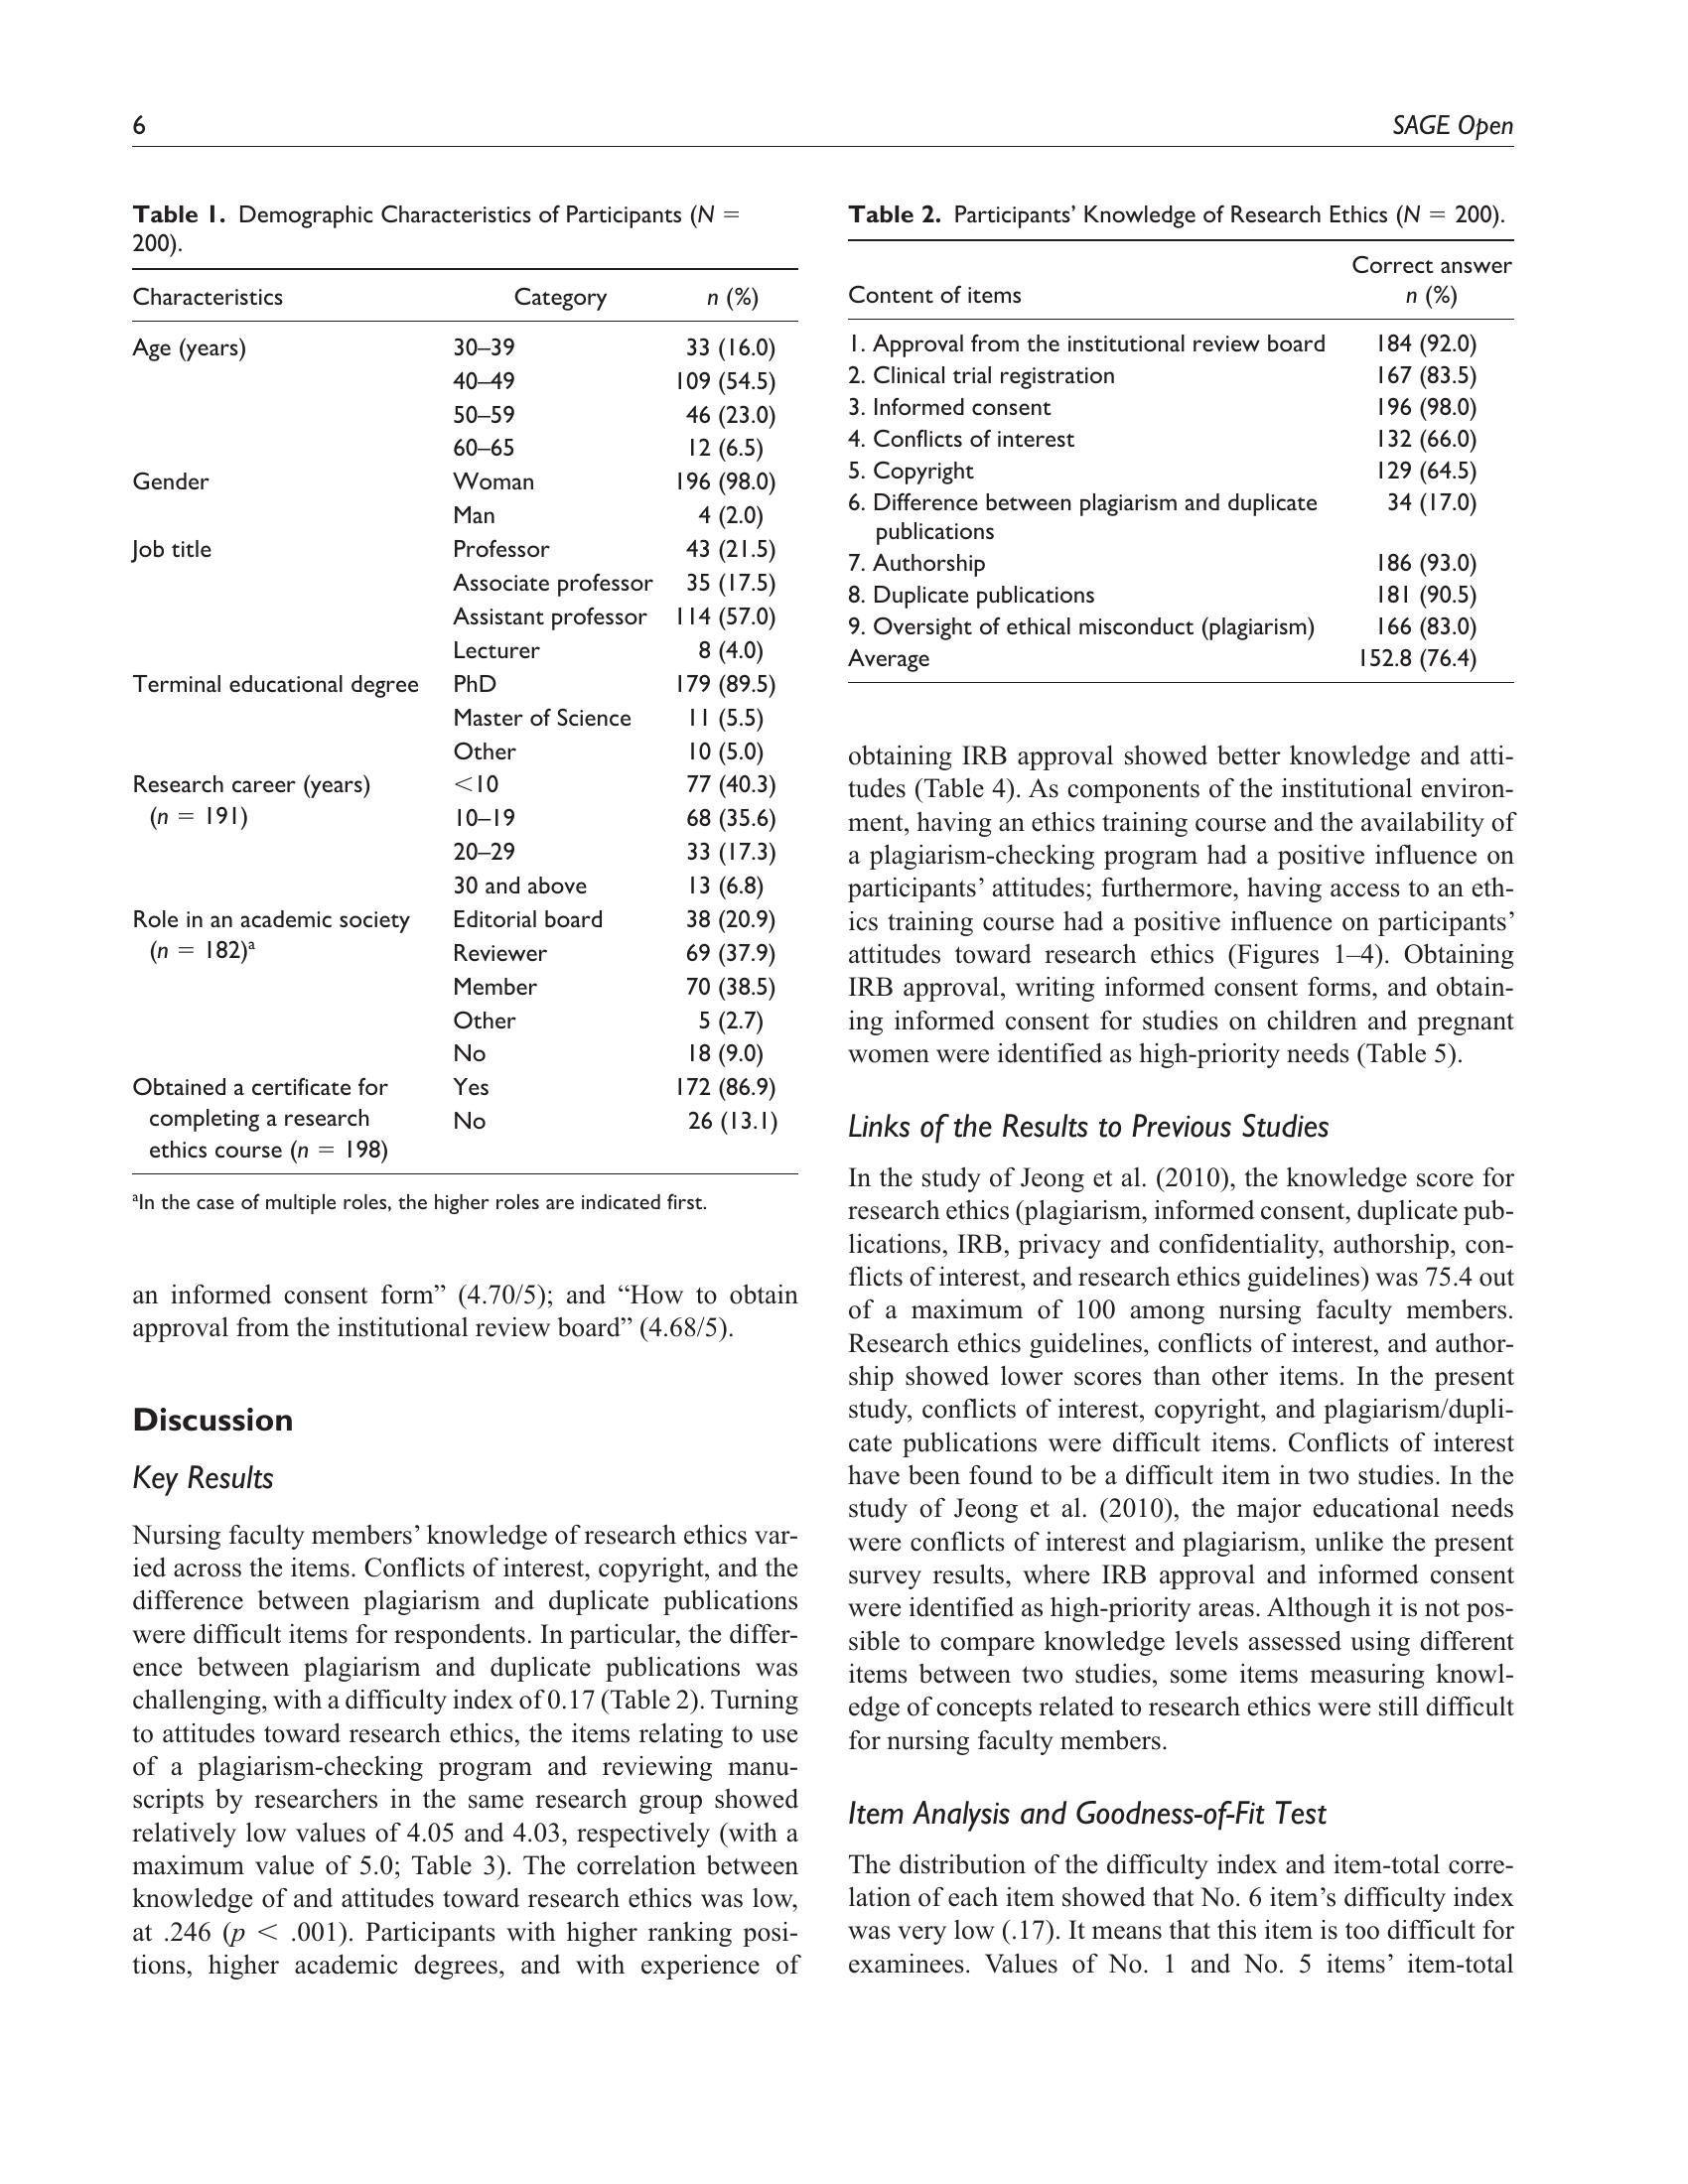 6
SAGE Open
Table 1. Demographic Characteristics of Participants (N =
200).
Characteristics Category n (%)
Age (years) 30–39 33 (16.0)
40–49 109 (54.5)
50–59 46 (23.0)
60–65 12 (6.5)
Gender Woman 196 (98.0)
Man 4 (2.0)
Job title Professor 43 (21.5)
Associate professor 35 (17.5)
Assistant professor 114 (57.0)
Lecturer 8 (4.0)
Terminal educational degree PhD 179 (89.5)
Master of Science 11 (5.5)
Other 10 (5.0)
Research career (years) <10 77 (40.3)
(n = 191) 10–19 68 (35.6)
20–29 33 (17.3)
30 and above 13 (6.8)
Role in an academic society Editorial board 38 (20.9)
(n = 182)a Reviewer 69 (37.9)
Member 70 (38.5)
Other 5 (2.7)
No 18 (9.0)
Obtained a certificate for Yes 172 (86.9)
completing a research No 26 (13.1)
ethics course (n = 198)
aIn the case of multiple roles, the higher roles are indicated first.
an informed consent form” (4.70/5); and “How to obtain
approval from the institutional review board” (4.68/5).
Discussion
Key Results
Nursing faculty members’ knowledge of research ethics var-
ied across the items. Conflicts of interest, copyright, and the
difference between plagiarism and duplicate publications
were difficult items for respondents. In particular, the differ-
ence between plagiarism and duplicate publications was
challenging, with a difficulty index of 0.17 (Table 2). Turning
to attitudes toward research ethics, the items relating to use
of a plagiarism-checking program and reviewing manu-
scripts by researchers in the same research group showed
relatively low values of 4.05 and 4.03, respectively (with a
maximum value of 5.0; Table 3). The correlation between
knowledge of and attitudes toward research ethics was low,
at .246 (p < .001). Participants with higher ranking posi-
tions, higher academic degrees, and with experience of
Table 2. Participants’ Knowledge of Research Ethics (N = 200).
Correct answer
Content of items n (%)
1. Approval from the institutional review board 184 (92.0)
2. Clinical trial registration 167 (83.5)
3. Informed consent 196 (98.0)
4. Conflicts of interest 132 (66.0)
5. Copyright 129 (64.5)
6. Difference between plagiarism and duplicate 34 (17.0)
publications
7. Authorship 186 (93.0)
8. Duplicate publications 181 (90.5)
9. Oversight of ethical misconduct (plagiarism) 166 (83.0)
Average 152.8 (76.4)
obtaining IRB approval showed better knowledge and atti-
tudes (Table 4). As components of the institutional environ-
ment, having an ethics training course and the availability of
a plagiarism-checking program had a positive influence on
participants’ attitudes; furthermore, having access to an eth-
ics training course had a positive influence on participants’
attitudes toward research ethics (Figures 1–4). Obtaining
IRB approval, writing informed consent forms, and obtain-
ing informed consent for studies on children and pregnant
women were identified as high-priority needs (Table 5).
Links of the Results to Previous Studies
In the study of Jeong et al. (2010), the knowledge score for
research ethics (plagiarism, informed consent, duplicate pub-
lications, IRB, privacy and confidentiality, authorship, con-
flicts of interest, and research ethics guidelines) was 75.4 out
of a maximum of 100 among nursing faculty members.
Research ethics guidelines, conflicts of interest, and author-
ship showed lower scores than other items. In the present
study, conflicts of interest, copyright, and plagiarism/dupli-
cate publications were difficult items. Conflicts of interest
have been found to be a difficult item in two studies. In the
study of Jeong et al. (2010), the major educational needs
were conflicts of interest and plagiarism, unlike the present
survey results, where IRB approval and informed consent
were identified as high-priority areas. Although it is not pos-
sible to compare knowledge levels assessed using different
items between two studies, some items measuring knowl-
edge of concepts related to research ethics were still difficult
for nursing faculty members.
Item Analysis and Goodness-of-Fit Test
The distribution of the difficulty index and item-total corre-
lation of each item showed that No. 6 item’s difficulty index
was very low (.17). It means that this item is too difficult for
examinees. Values of No. 1 and No. 5 items’ item-total